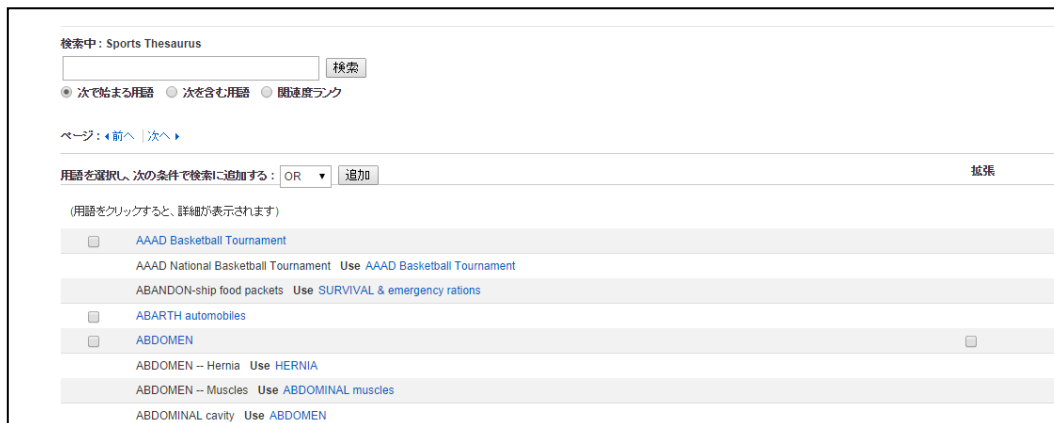 検索中 : Sports Thesaurus
検索
次で始まる用語 次を含む用語 関連度ランク
ページ : 前へ | 次へ
用語を選択し、次の条件で検索に追加する : OR 追加 拡張
(用語をクリックすると、詳細が表示されます)
AAAD Basketball Tournament
AAAD National Basketball Tournament Use AAAD Basketball Tournament
ABANDON-ship food packets Use SURVIVAL & emergency rations
ABARTH automobiles
ABDOMEN
ABDOMEN -- Hernia Use HERNIA
ABDOMEN -- Muscles Use ABDOMINAL muscles
ABDOMINAL cavity Use ABDOMEN